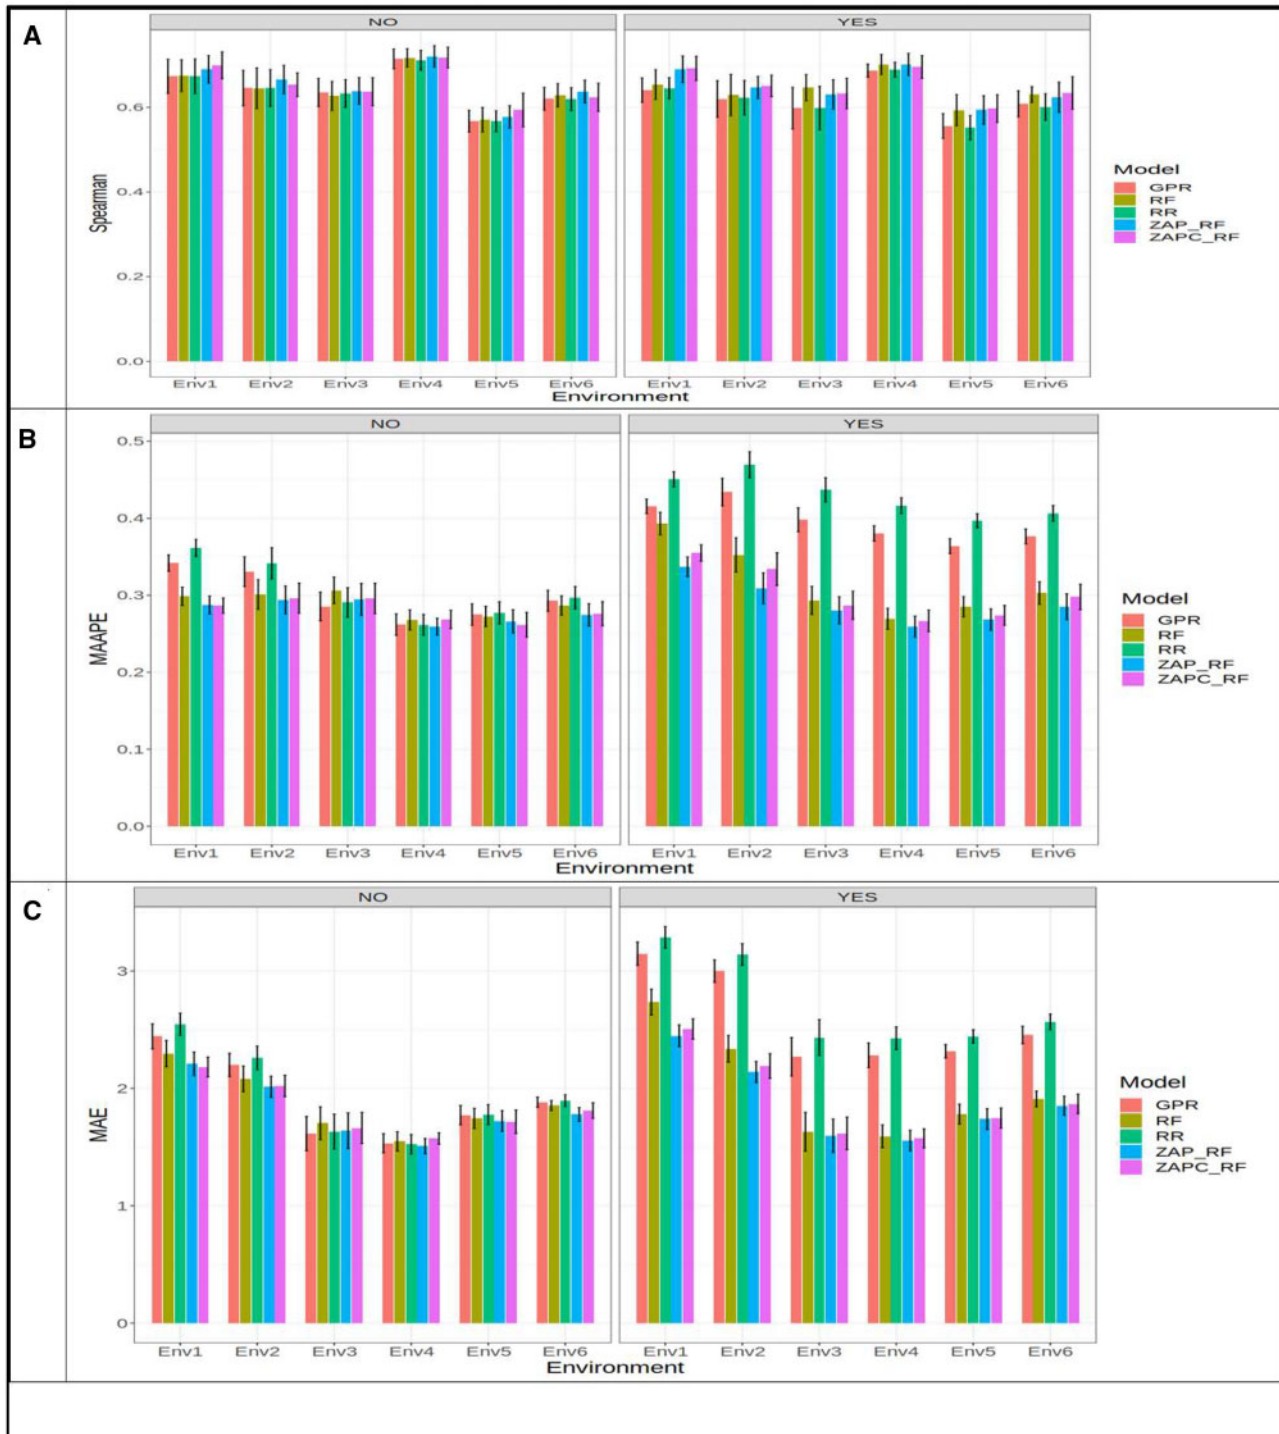 A
NO
YES
Spearman
0.6
0.4
0.2
0.0
Env1 Env2 Env3 Env4 Env5 Env6
Env1 Env2 Env3 Env4 Env5 Env6
Environment
Model
GPR
RF
RR
ZAP_RF
ZAPC_RF
B
NO
YES
MAAPE
0.5
0.4
0.3
0.2
0.1
0.0
Env1 Env2 Env3 Env4 Env5 Env6
Env1 Env2 Env3 Env4 Env5 Env6
Environment
Model
GPR
RF
RR
ZAP_RF
ZAPC_RF
C
NO
YES
MAE
3
2
1
0
Env1 Env2 Env3 Env4 Env5 Env6
Env1 Env2 Env3 Env4 Env5 Env6
Environment
Model
GPR
RF
RR
ZAP_RF
ZAPC_RF